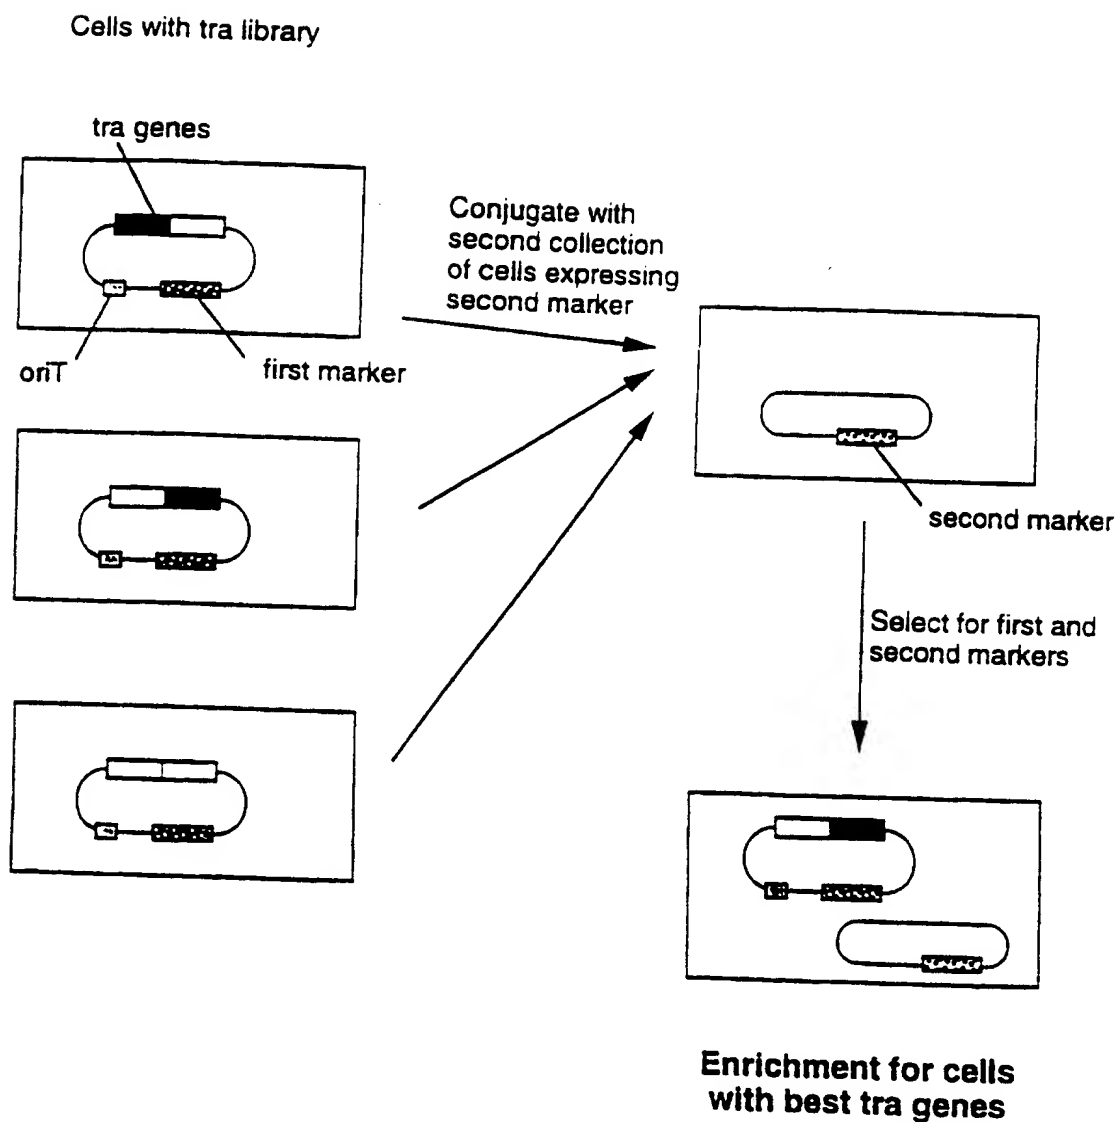 Cells with tra library
tra genes
Conjugate with
second collection
of cells expressing
second marker
oriT
first marker
second marker
Select for first and
second markers
Enrichment for cells
with best tra genes